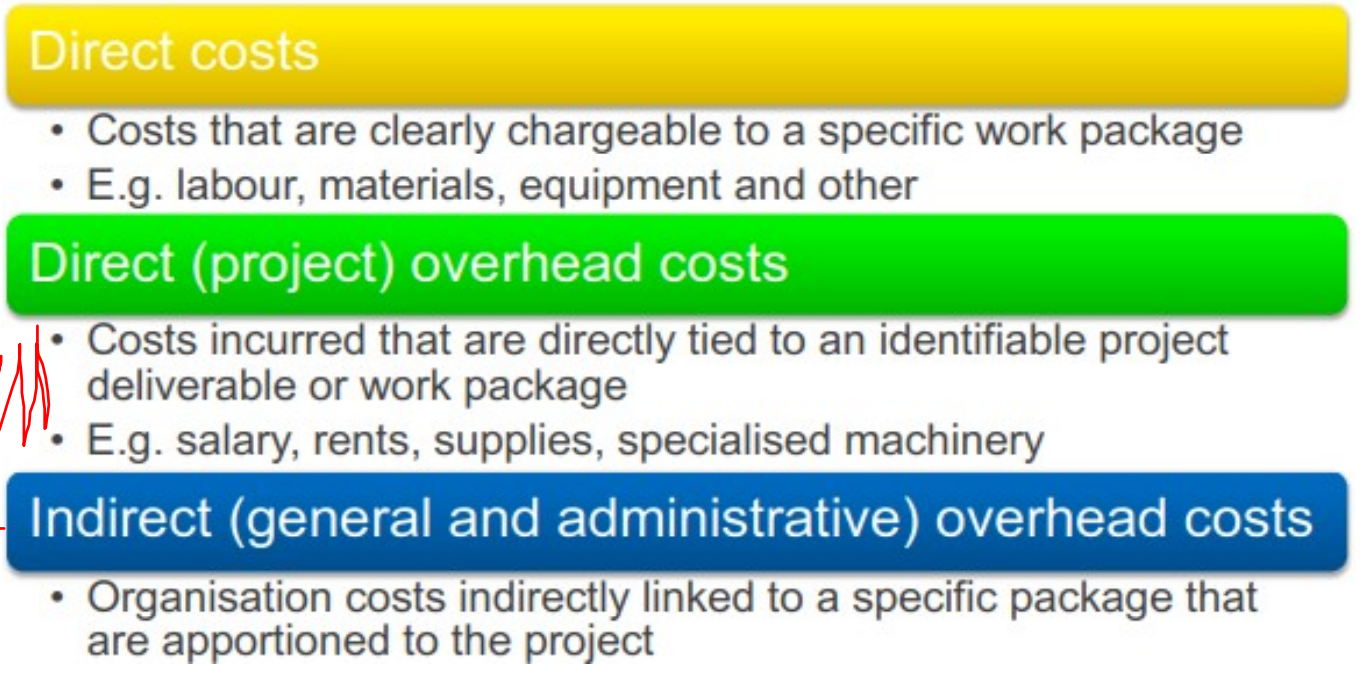 Direct costs
• Costs that are clearly chargeable to a specific work package
• E.g. labour, materials, equipment and other
Direct (project) overhead costs
• Costs incurred that are directly tied to an identifiable project
deliverable or work package
• E.g. salary, rents, supplies, specialised machinery
Indirect (general and administrative) overhead costs
• Organisation costs indirectly linked to a specific package that
are apportioned to the project